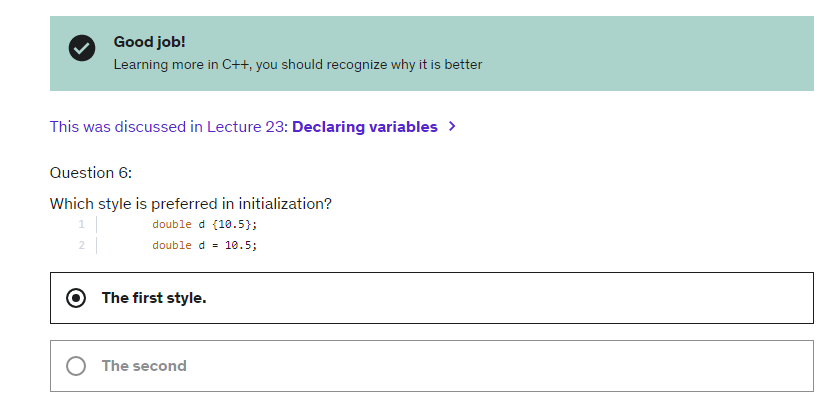 Good job!
Learning more in C++, you should recognize why it is better
This was discussed in Lecture 23: Declaring variables >
Question 6:
Which style is preferred in initialization?
1 double d {10.5};
2 double d = 10.5;
The first style.
The second